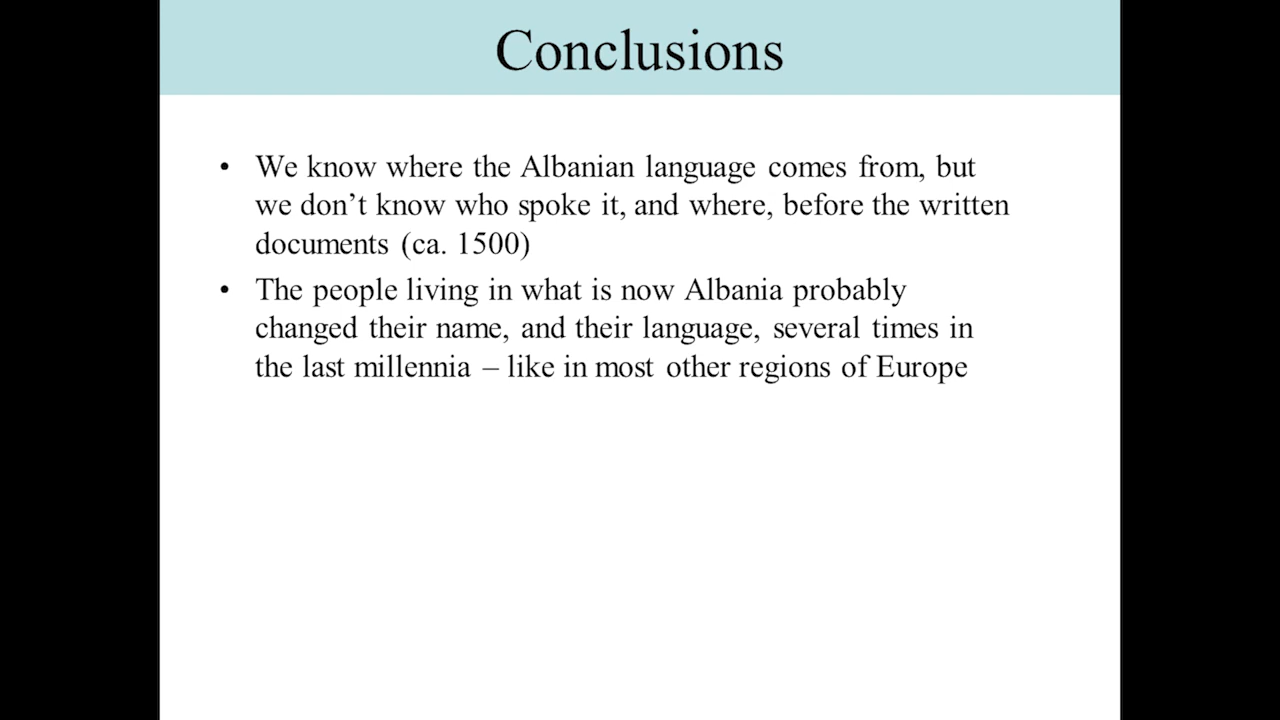 Conclusions
• We know where the Albanian language comes from, but
we don’t know who spoke it, and where, before the written
documents (ca. 1500)
• The people living in what is now Albania probably
changed their name, and their language, several times in
the last millennia – like in most other regions of Europe